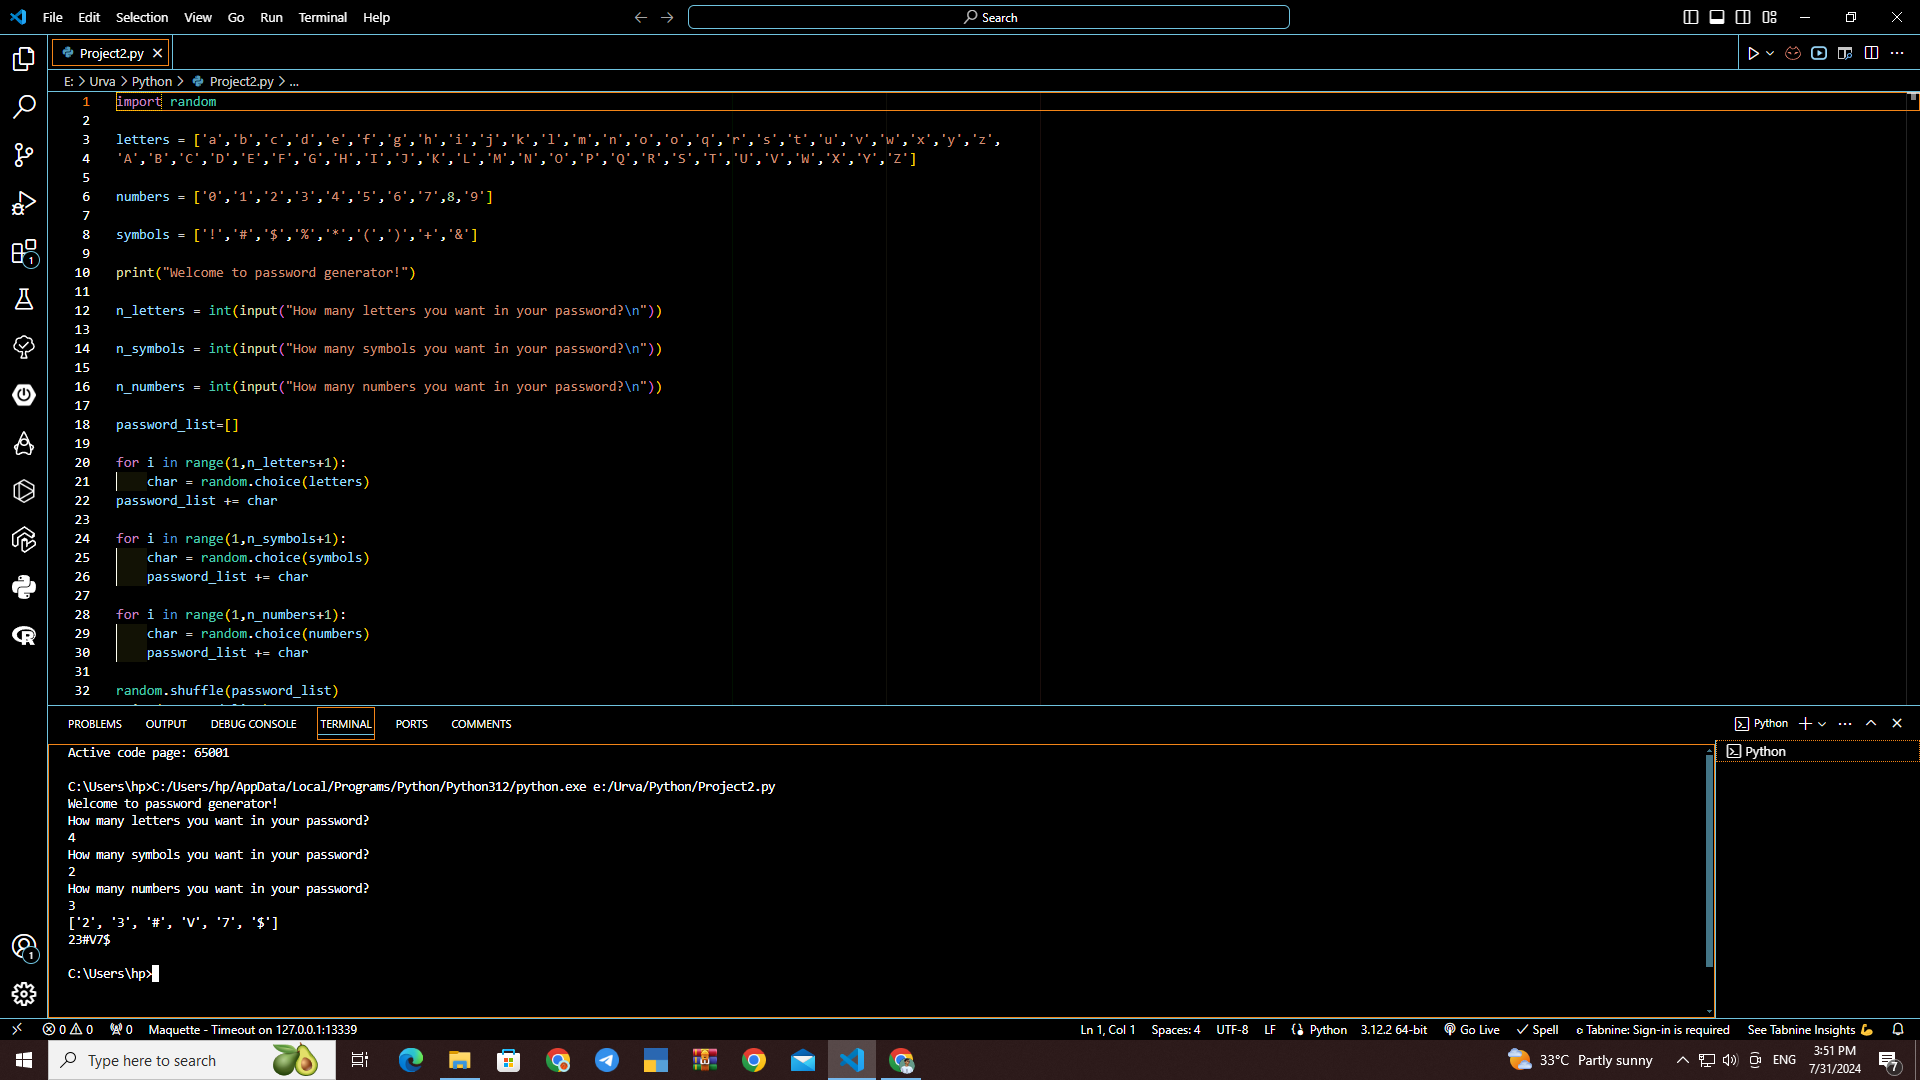 File Edit Selection View Go Run Terminal Help
Search
Project2.py
E: > Urva > Python > Project2.py > ...
1 import random
2
3 letters = ['a','b','c','d','e','f','g','h','i','j','k','l','m','n','o','o','q','r','s','t','u','v','w','x','y','z',
4 'A','B','C','D','E','F','G','H','I','J','K','L','M','N','O','P','Q','R','S','T','U','V','W','X','Y','Z']
5
6 numbers = ['0','1','2','3','4','5','6','7',8,'9']
7
8 symbols = ['!','#','$','%','*','(',')','+','&']
9
10 print("Welcome to password generator!")
11
12 n_letters = int(input("How many letters you want in your password?\n"))
13
14 n_symbols = int(input("How many symbols you want in your password?\n"))
15
16 n_numbers = int(input("How many numbers you want in your password?\n"))
17
18 password_list=[]
19
20 for i in range(1,n_letters+1):
21     char = random.choice(letters)
22 password_list += char
23
24 for i in range(1,n_symbols+1):
25     char = random.choice(symbols)
26     password_list += char
27
28 for i in range(1,n_numbers+1):
29     char = random.choice(numbers)
30     password_list += char
31
32 random.shuffle(password_list)
PROBLEMS OUTPUT DEBUG CONSOLE TERMINAL PORTS COMMENTS
Python
Python
Active code page: 65001
C:\Users\hp>C:/Users/hp/AppData/Local/Programs/Python/Python312/python.exe e:/Urva/Python/Project2.py
Welcome to password generator!
How many letters you want in your password?
4
How many symbols you want in your password?
2
How many numbers you want in your password?
3
['2', '3', '#', 'V', '7', '$']
23#V7$
C:\Users\hp>
1
1
0 0 0 Maquette - Timeout on 127.0.0.1:13339
Ln 1, Col 1 Spaces: 4 UTF-8 LF Python 3.12.2 64-bit Go Live Spell Tabnine: Sign-in is required See Tabnine Insights
Type here to search
33°C Partly sunny
ENG
3:51 PM
7/31/2024
7